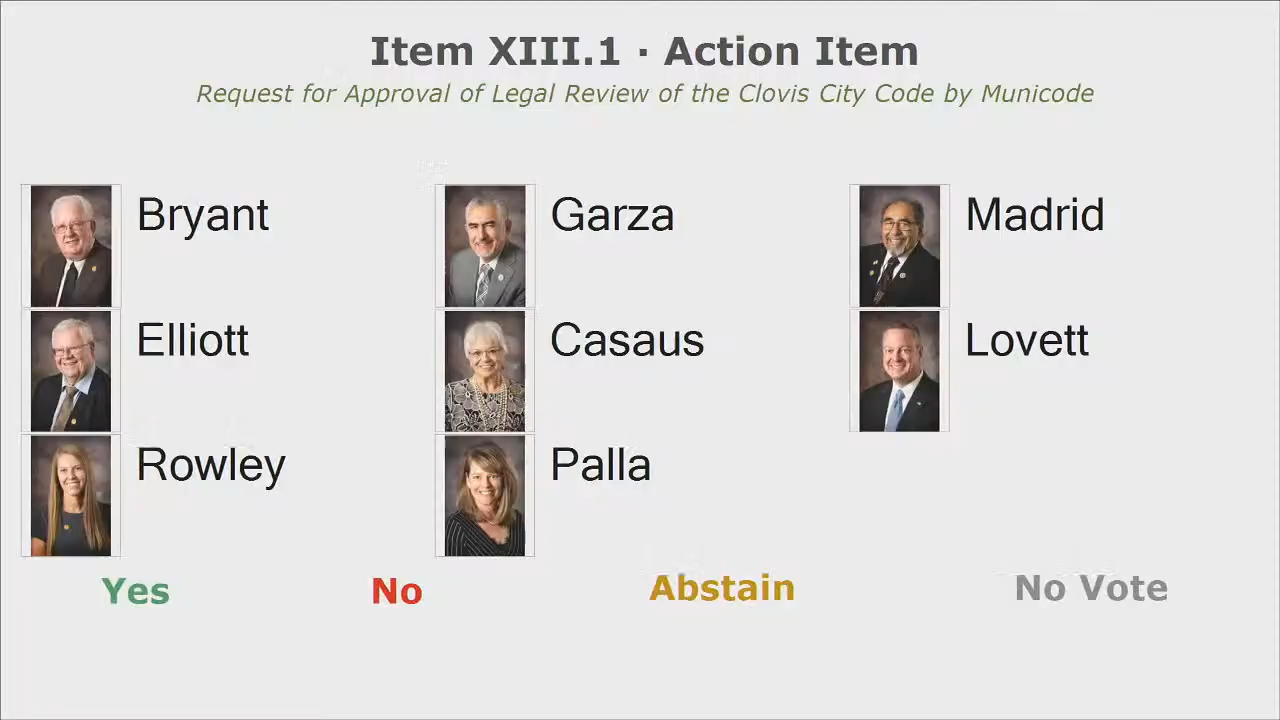 Item XIII.1 · Action Item
Request for Approval of Legal Review of the Clovis City Code by Municode
Bryant
Garza
Madrid
Elliott
Casaus
Lovett
Rowley
Palla
Yes
No
Abstain
No Vote